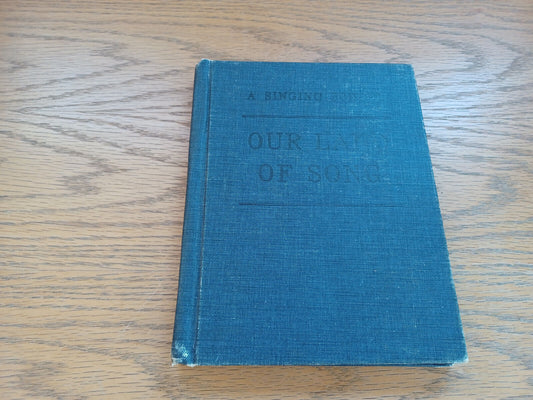 A SINGING SCHOOL
OUR LAND
OF SONG